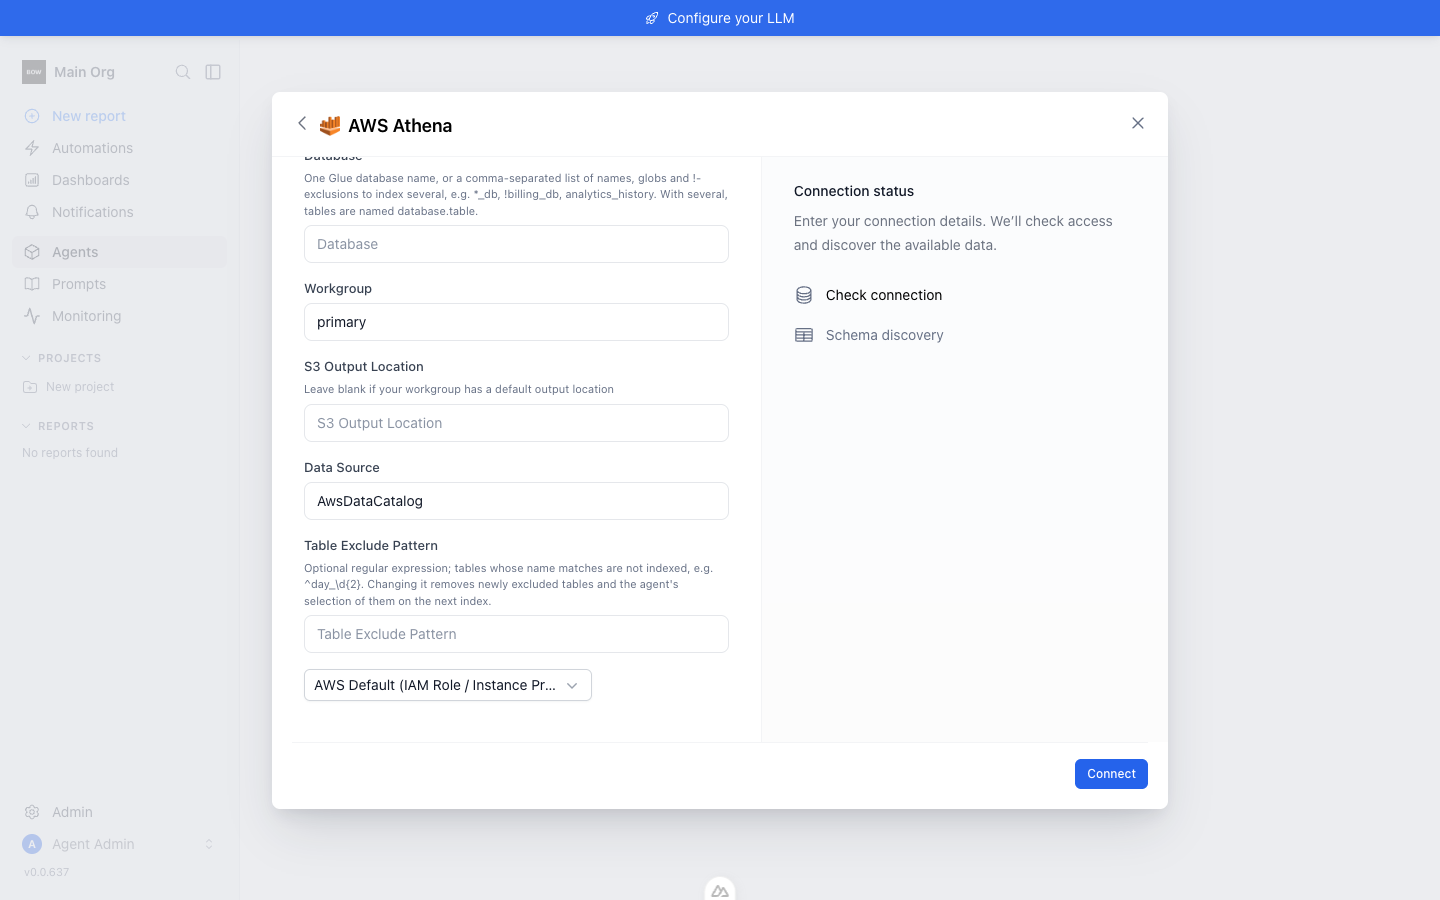 Configure your LLM
BOW
Main Org
New report
Automations
Dashboards
Notifications
Agents
Prompts
Monitoring
PROJECTS
New project
REPORTS
No reports found
Admin
A
Agent Admin
v0.0.637
AWS Athena
Database
One Glue database name, or a comma-separated list of names, globs and !-
exclusions to index several, e.g. *_db, !billing_db, analytics_history. With several,
tables are named database.table.
Database
Workgroup
primary
S3 Output Location
Leave blank if your workgroup has a default output location
S3 Output Location
Data Source
AwsDataCatalog
Table Exclude Pattern
Optional regular expression; tables whose name matches are not indexed, e.g.
^day_\d{2}. Changing it removes newly excluded tables and the agent's
selection of them on the next index.
Table Exclude Pattern
AWS Default (IAM Role / Instance Pr...
Connection status
Enter your connection details. We’ll check access
and discover the available data.
Check connection
Schema discovery
Connect